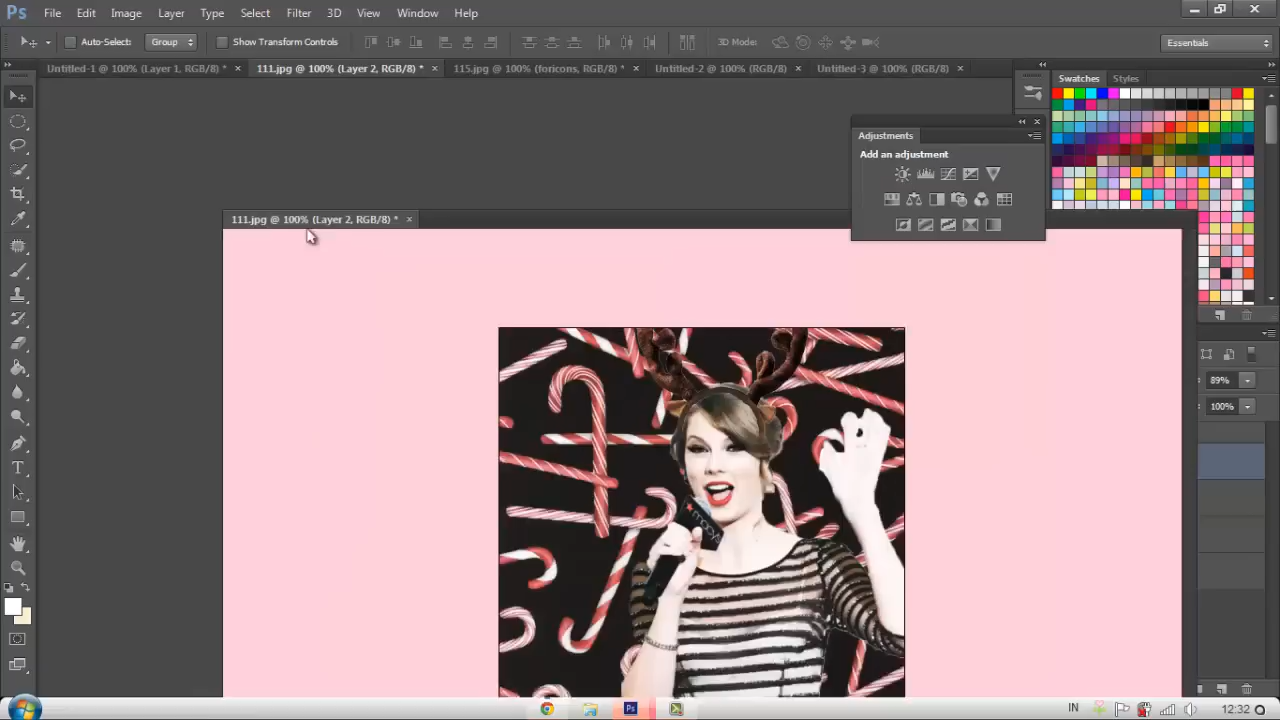 Ps File Edit Image Layer Type Select Filter 3D View Window Help
Auto-Select: Group Show Transform Controls 3D Mode: Essentials
Untitled-1 @ 100% (Layer 1, RGB/8) * × 111.jpg @ 100% (Layer 2, RGB/8) * × 115.jpg @ 100% (foricons, RGB/8) * × Untitled-2 @ 100% (RGB/8) × Untitled-3 @ 100% (RGB/8) ×
Swatches Styles
Adjustments
Add an adjustment
111.jpg @ 100% (Layer 2, RGB/8) * ×
89%
100%
macy's
T
Ps
IN 12:32